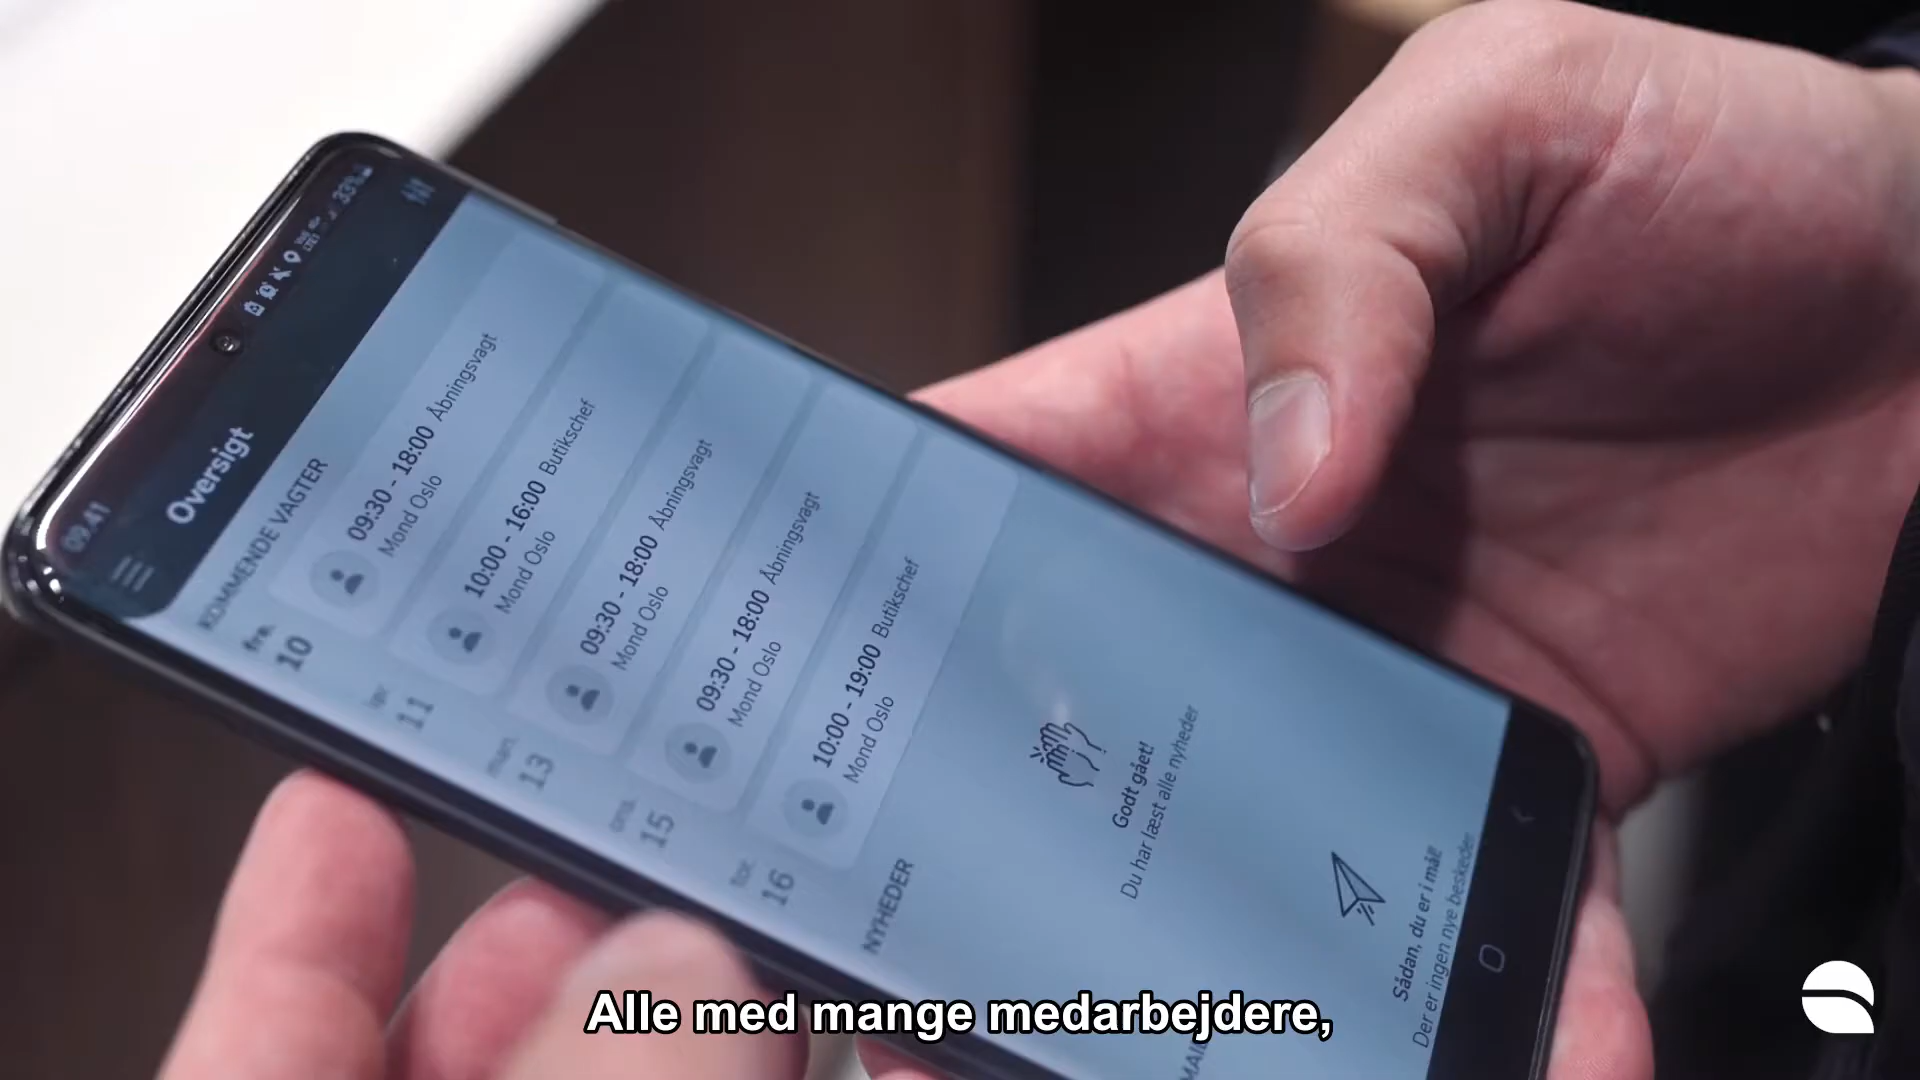 09:41
33%
Oversigt
KOMMENDE VAGTER
fre.
10
09:30 - 18:00 Åbningsvagt
Mond Oslo
lør.
11
10:00 - 16:00 Butikschef
Mond Oslo
man.
13
09:30 - 18:00 Åbningsvagt
Mond Oslo
ons.
15
09:30 - 18:00 Åbningsvagt
Mond Oslo
tor.
16
10:00 - 19:00 Butikschef
Mond Oslo
NYHEDER
Godt gået!
Du har læst alle nyheder
Sådan, du er i mål!
Der er ingen nye beskeder
Alle med mange medarbejdere,